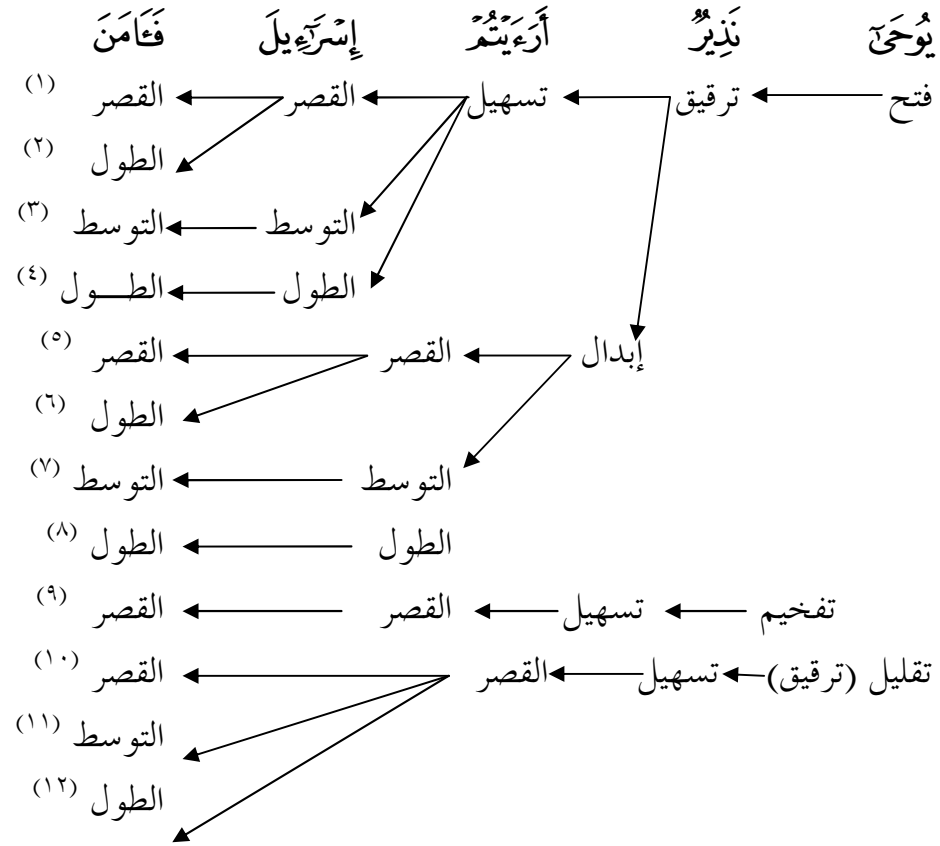 يُوحَىٰٓ نَذِيرٌ أَرَءَيْتُمْ إِسْرَٰٓءِيلَ فَـَٔامَنَ
فتح ترقيق تسهيل القصر القصر (١)
الطول (٢)
التوسط التوسط (٣)
الطول الطـــول (٤)
إبدال القصر القصر (٥)
الطول (٦)
التوسط التوسط (٧)
الطول الطول (٨)
تفخيم تسهيل القصر القصر (٩)
تقليل (ترقيق) تسهيل القصر القصر (١٠)
التوسط (١١)
الطول (١٢)